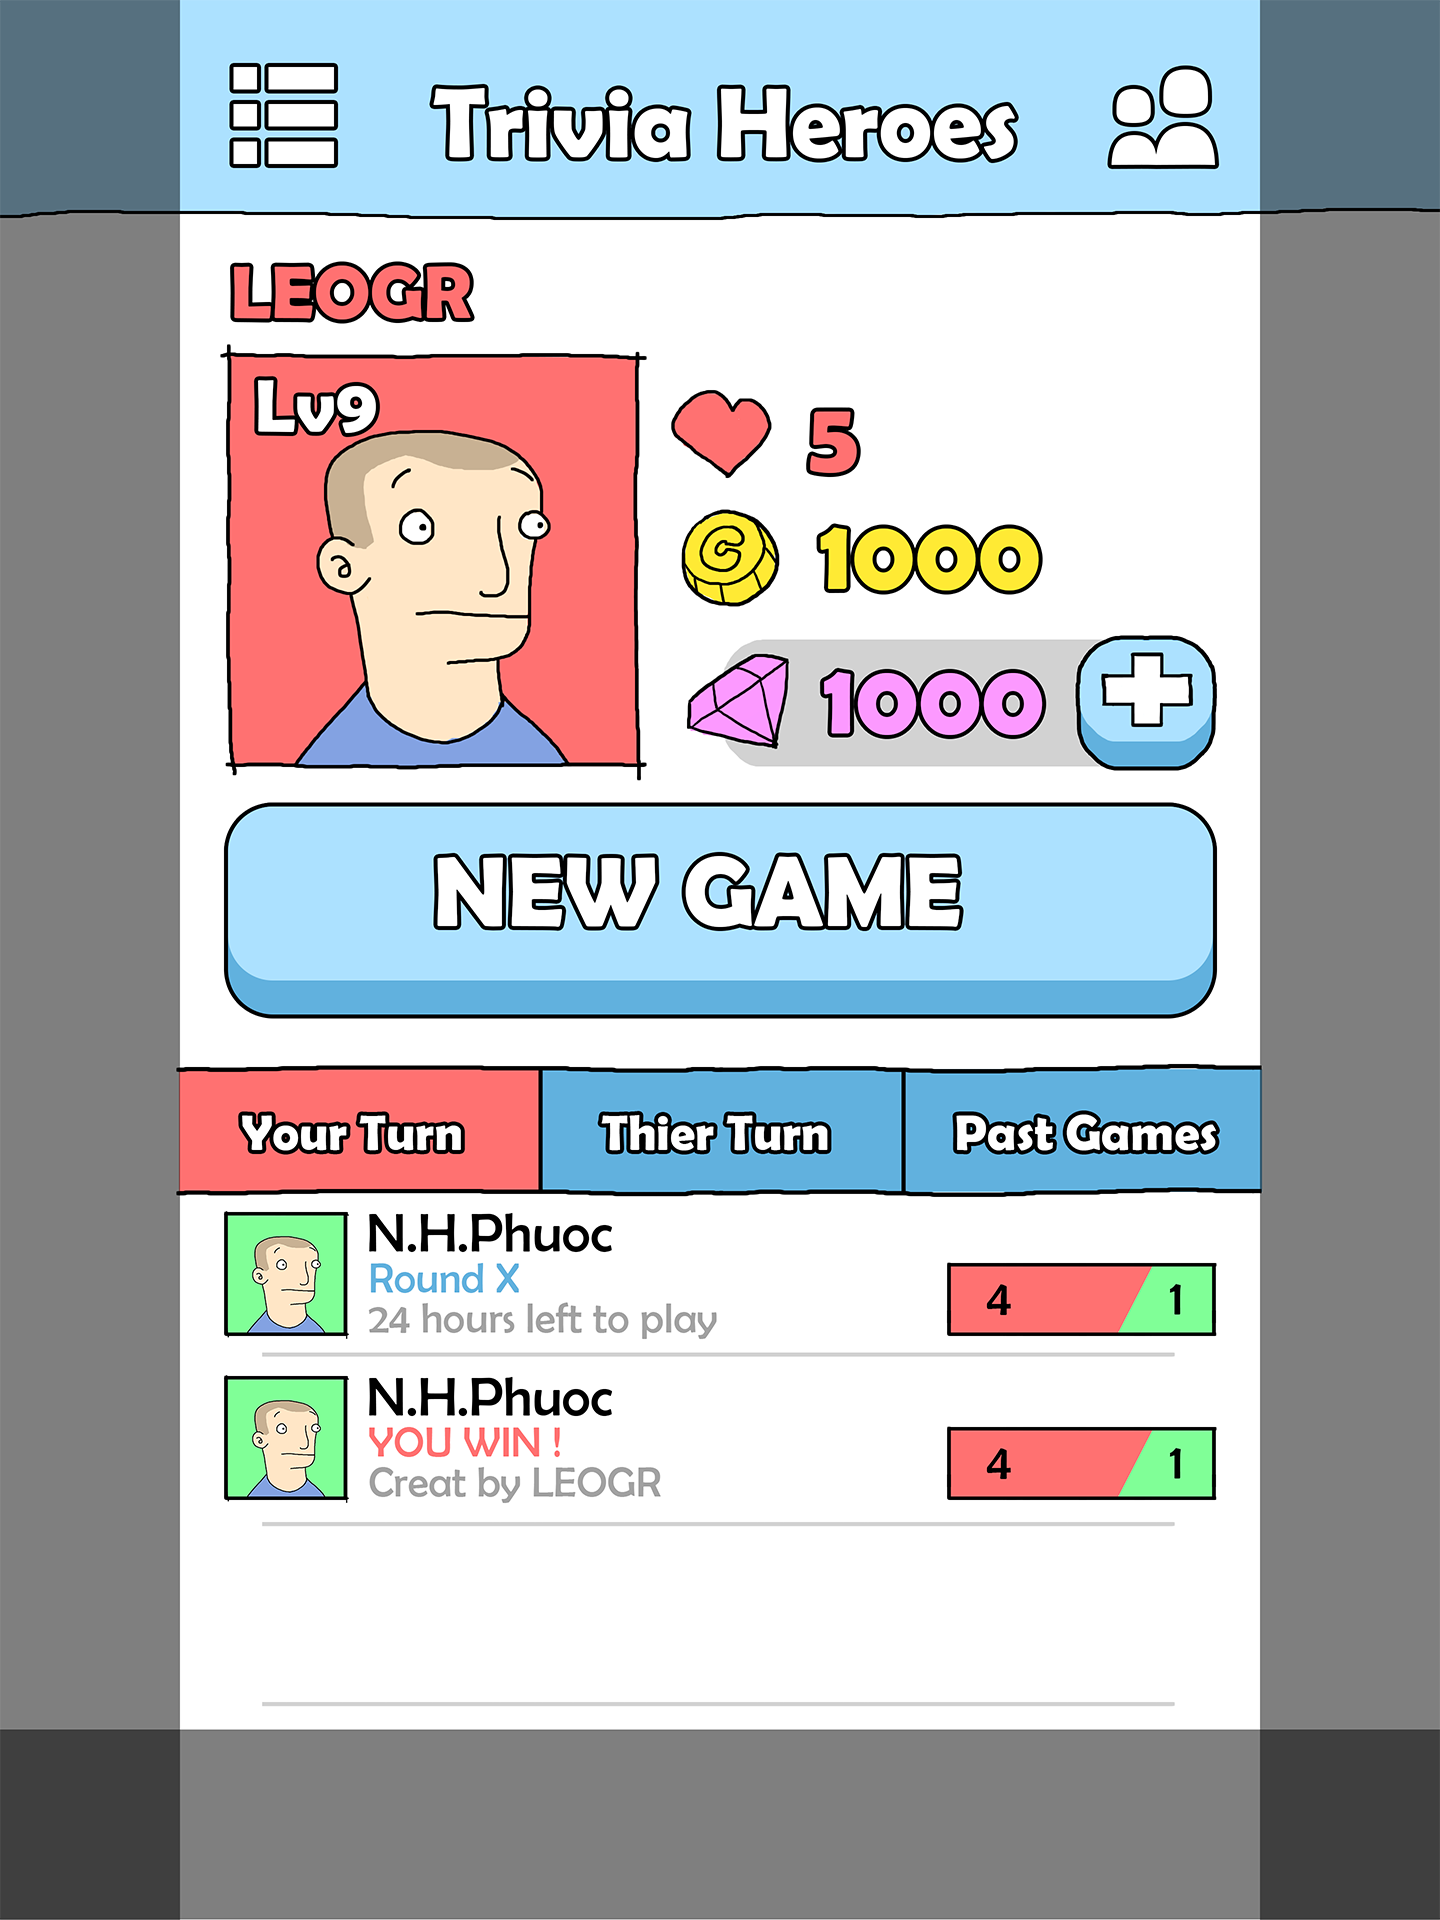 Trivia Heroes
LEOGR
Lv9
5
C 1000
1000
NEW GAME
Your Turn Thier Turn Past Games
N.H.Phuoc
Round X
24 hours left to play
4 1
N.H.Phuoc
YOU WIN !
Creat by LEOGR
4 1